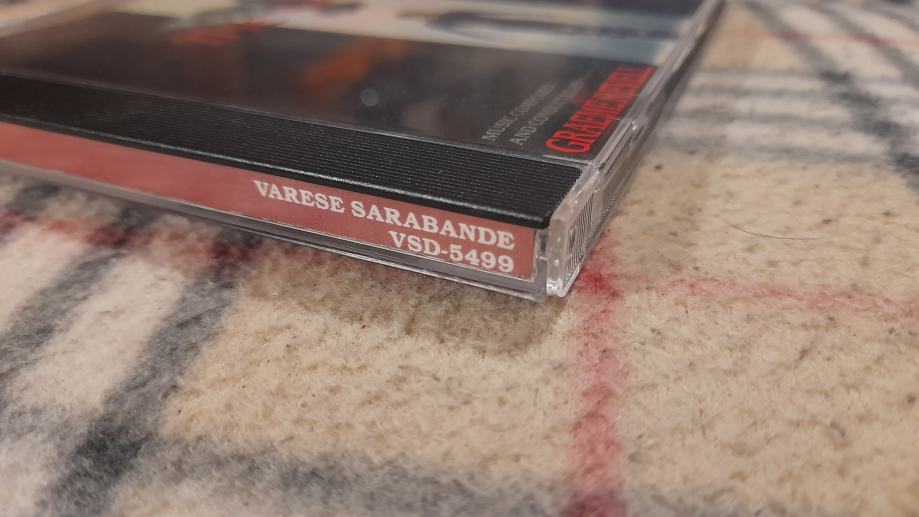 MUSIC COMPOSED
AND CONDUCTED BY
GRAEME REVELL
VARESE SARABANDE
VSD-5499